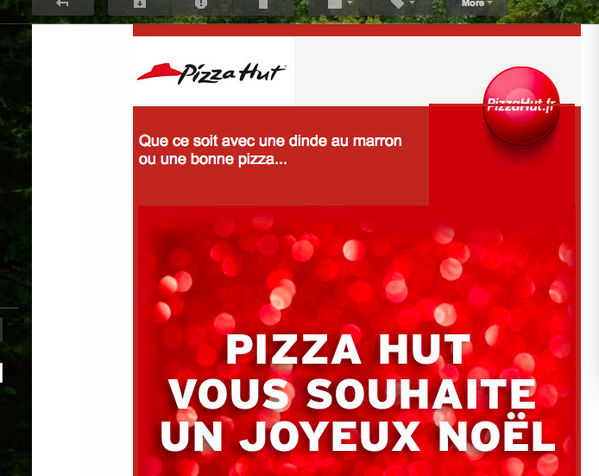 More
Pizza Hut
PizzaHut.fr
Que ce soit avec une dinde au marron
ou une bonne pizza...
PIZZA HUT
VOUS SOUHAITE
UN JOYEUX NOËL